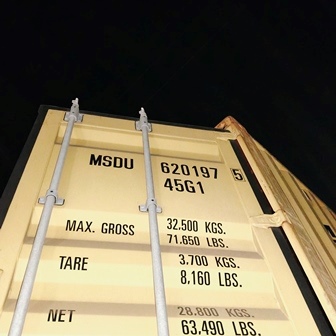 MSDU 620197 5
45G1
MAX. GROSS 32.500 KGS.
71.650 LBS.
TARE 3.700 KGS.
8,160 LBS.
NET 28.800 KGS.
63,490 LBS.